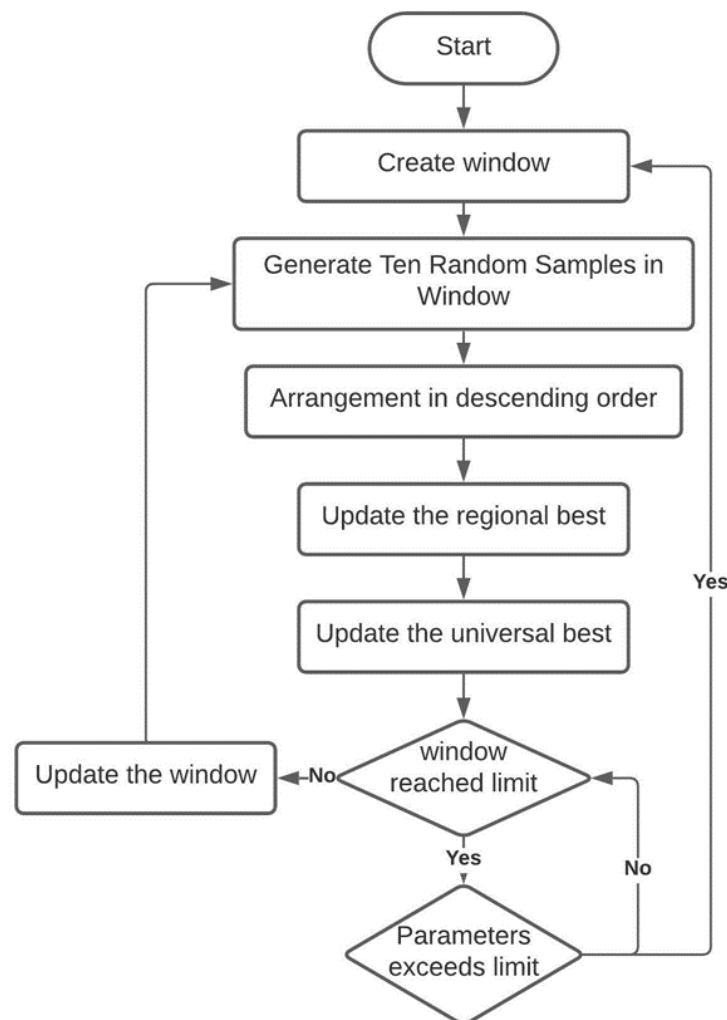 Start
Create window
Generate Ten Random Samples in
Window
Arrangement in descending order
Update the regional best
Yes
Update the universal best
window
reached limit
No
Update the window
Yes
No
Parameters
exceeds limit